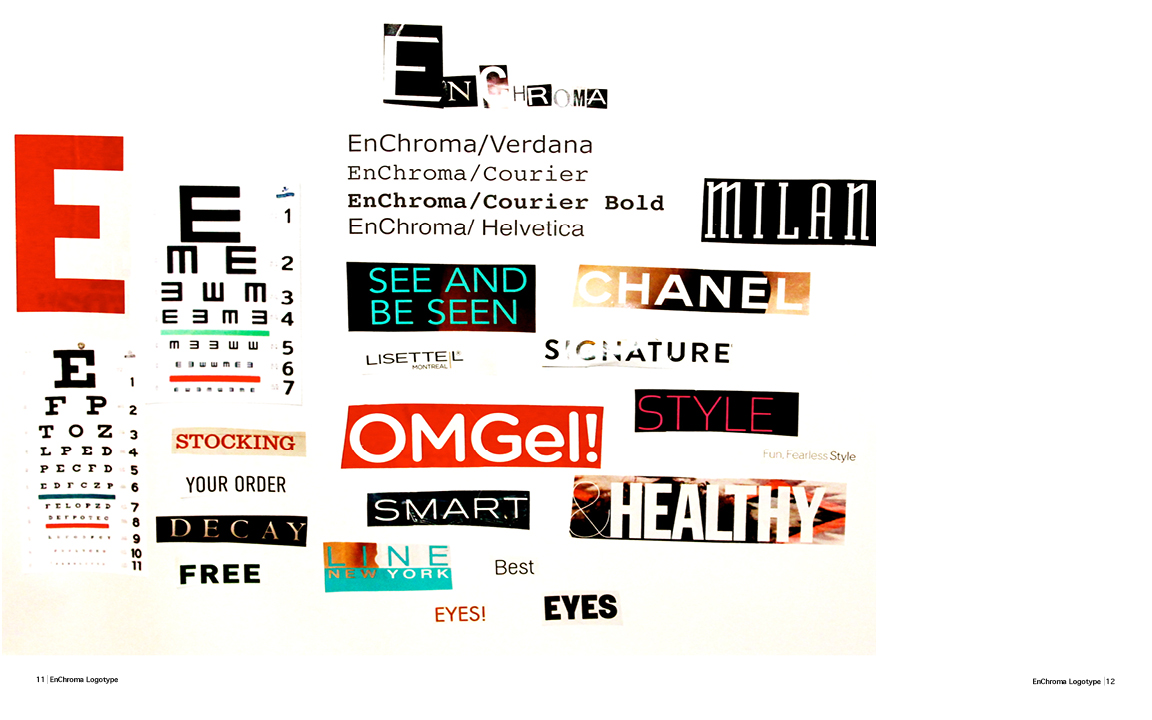 EnChroma
EnChroma/Verdana
EnChroma/Courier
EnChroma/Courier Bold
EnChroma/ Helvetica
MILAN
E
E
1
2
3
4
5
6
7
SEE AND
BE SEEN
CHANEL
LISETTE L
MONTREAL
SIGNATURE
E
1
F P
2
T O Z
3
L P E D
4
P E C F D
5
E D F C Z P
6
F E L O P Z D
7
D E F P O T E C
8
9
10
11
STOCKING
YOUR ORDER
DECAY
FREE
OMGel!
STYLE
Fun, Fearless Style
SMART
&HEALTHY
LINE
NEW YORK
Best
EYES!
EYES
11 | EnChroma Logotype
EnChroma Logotype | 12